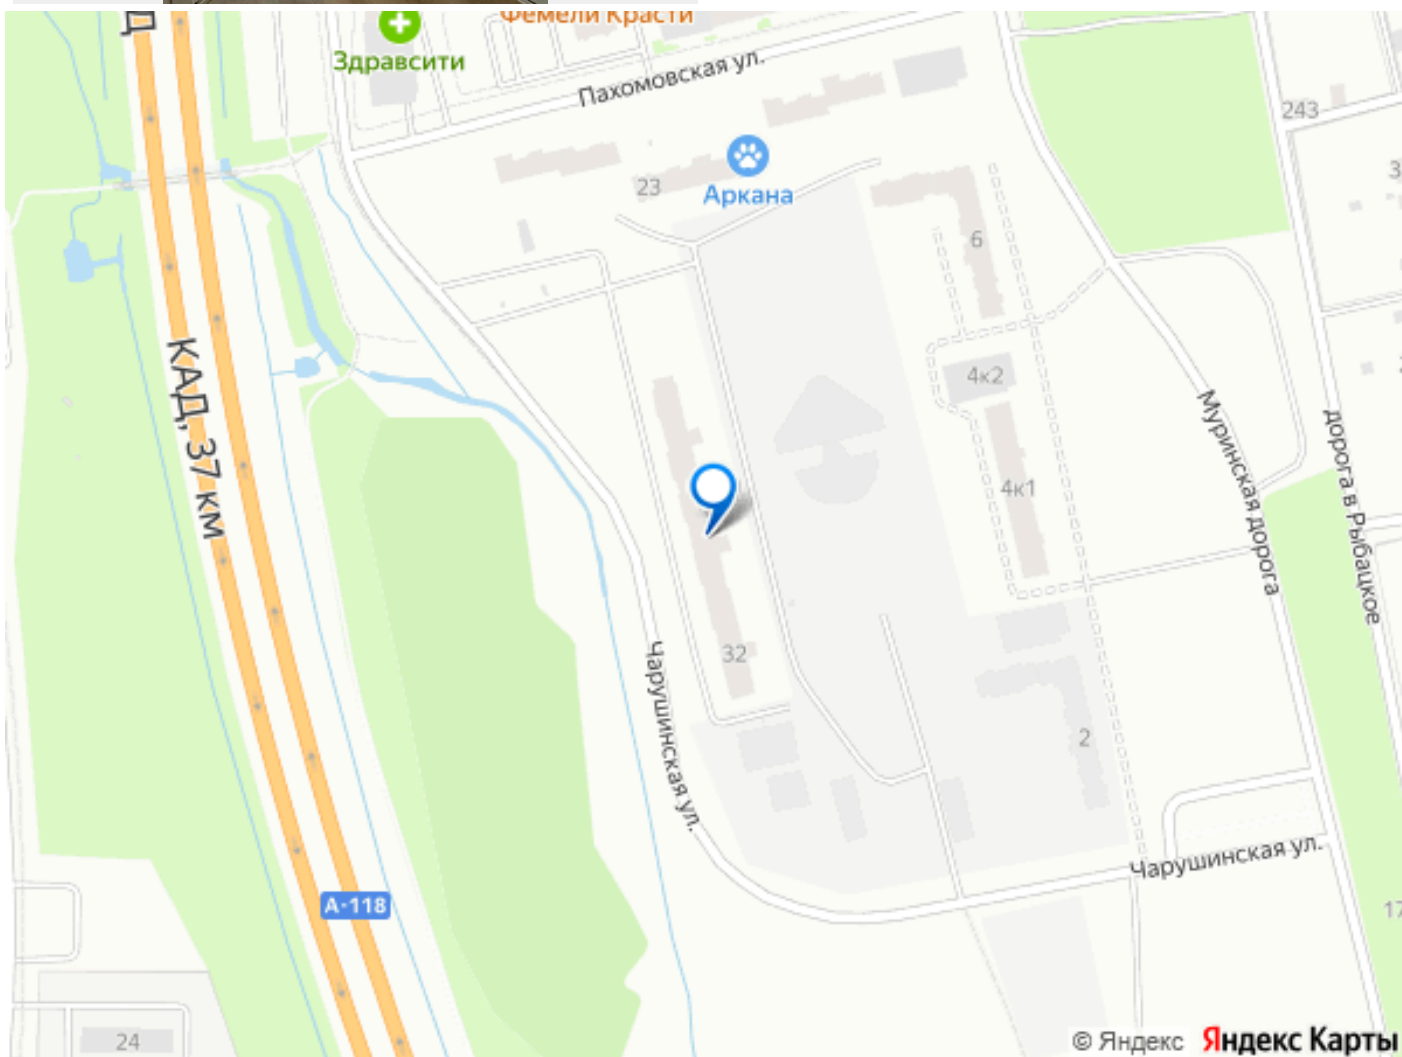 Д
Фемели Красти
Здравсити
Пахомовская ул.
243
23
Аркана
6
4к2
КАД, 37 км
Муринская дорога
дорога в Рыбацкое
4к1
Чарушинская ул.
32
2
Чарушинская ул.
А-118
17
24
© Яндекс Яндекс Карты